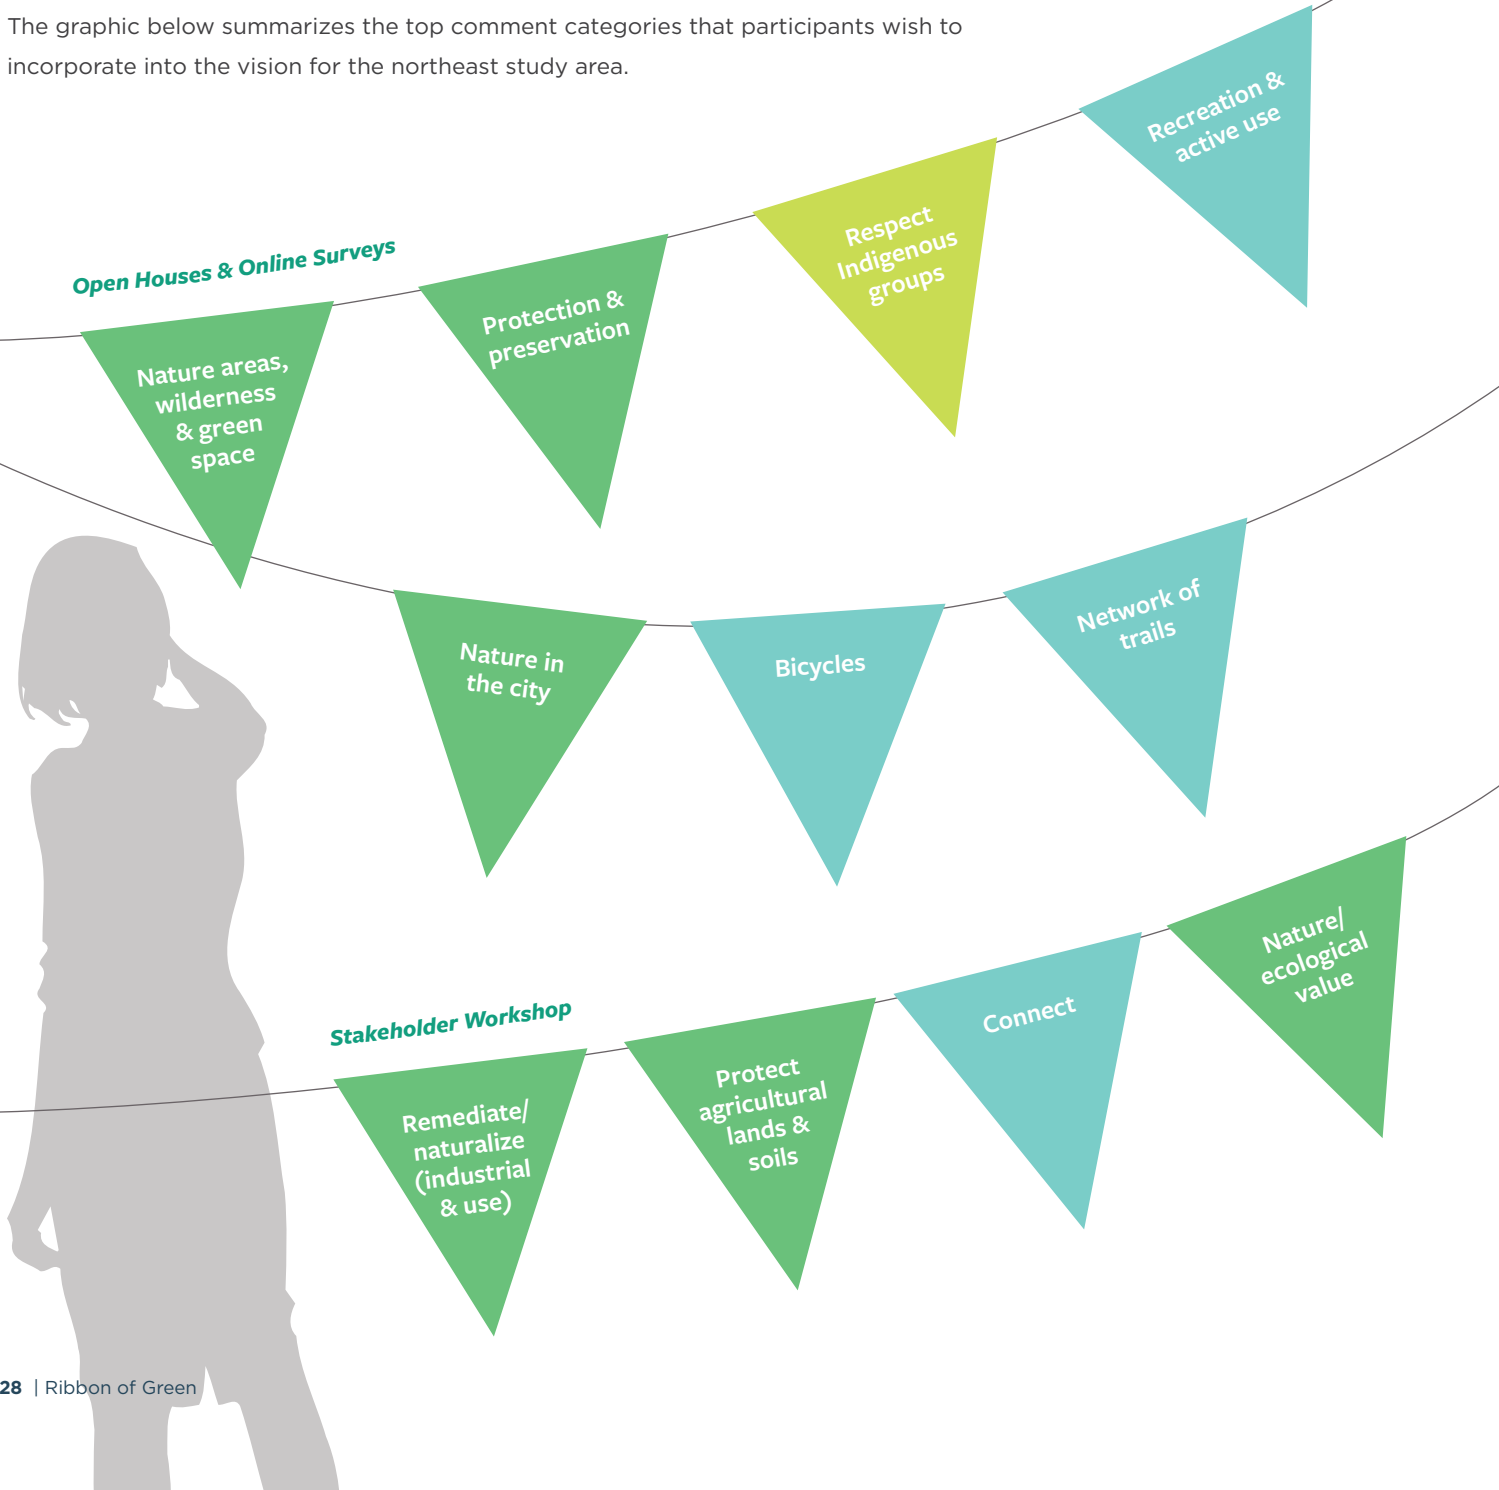 The graphic below summarizes the top comment categories that participants wish to
incorporate into the vision for the northeast study area.
Open Houses & Online Surveys
Nature areas,
wilderness
& green
space
Protection &
preservation
Respect
Indigenous
groups
Recreation &
active use
Nature in
the city
Bicycles
Network of
trails
Stakeholder Workshop
Remediate/
naturalize
(industrial
& use)
Protect
agricultural
lands &
soils
Connect
Nature/
ecological
value
28 | Ribbon of Green